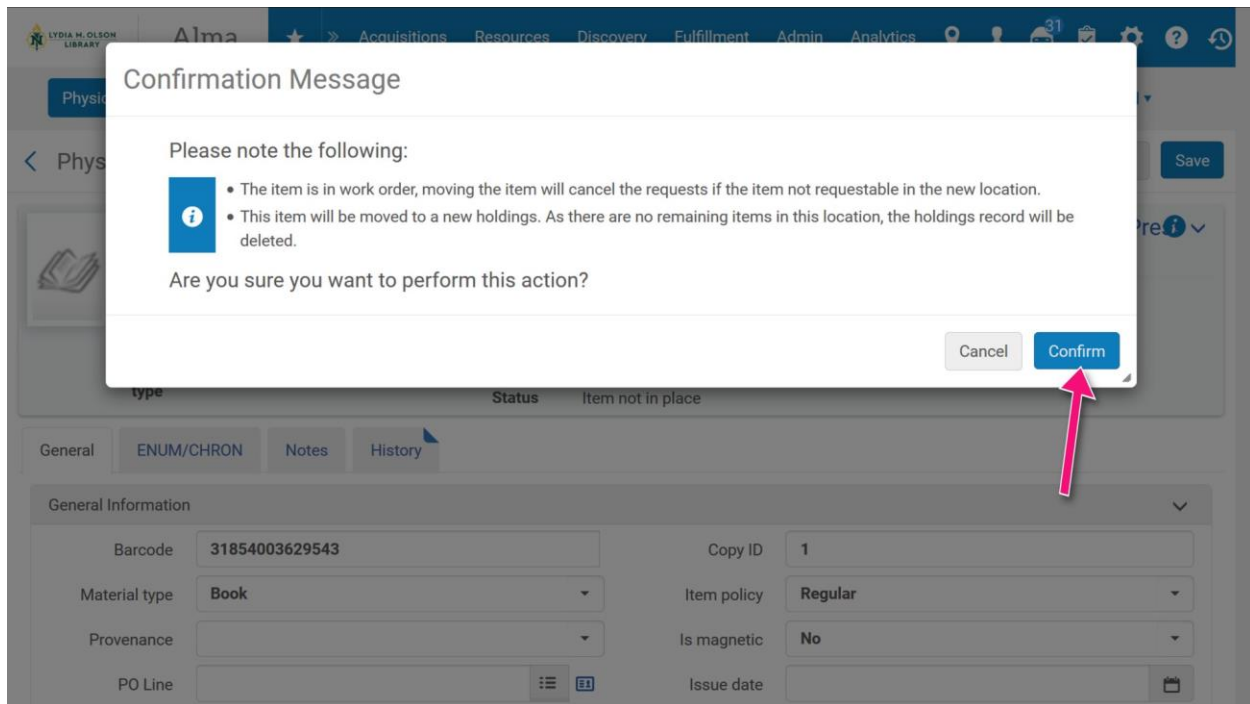 LYDIA M. OLSON
LIBRARY
Alma
Acquisitions Resources Discovery Fulfillment Admin Analytics 31
Confirmation Message
Physic
Phys
Save
Please note the following:
• The item is in work order, moving the item will cancel the requests if the item not requestable in the new location.
• This item will be moved to a new holdings. As there are no remaining items in this location, the holdings record will be
deleted.
Are you sure you want to perform this action?
Cancel Confirm
type
Status Item not in place
General ENUM/CHRON Notes History
General Information
Barcode 31854003629543 Copy ID 1
Material type Book Item policy Regular
Provenance Is magnetic No
PO Line Issue date